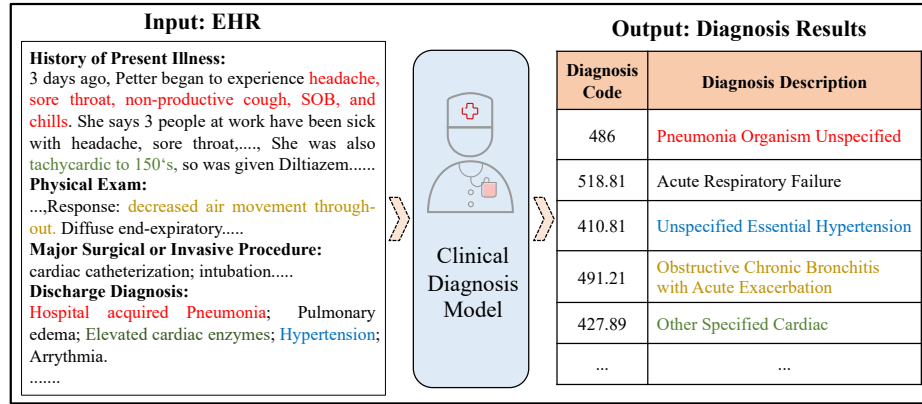 Input: EHR
History of Present Illness:
3 days ago, Petter began to experience headache,
sore throat, non-productive cough, SOB, and
chills. She says 3 people at work have been sick
with headache, sore throat,...., She was also
tachycardic to 150‘s, so was given Diltiazem......
Physical Exam:
...,Response: decreased air movement through-
out. Diffuse end-expiratory.....
Major Surgical or Invasive Procedure:
cardiac catheterization; intubation.....
Discharge Diagnosis:
Hospital acquired Pneumonia; Pulmonary
edema; Elevated cardiac enzymes; Hypertension;
Arrythmia.
.......
Clinical
Diagnosis
Model
Output: Diagnosis Results
Diagnosis Code Diagnosis Description
486 Pneumonia Organism Unspecified
518.81 Acute Respiratory Failure
410.81 Unspecified Essential Hypertension
491.21 Obstructive Chronic Bronchitis
with Acute Exacerbation
427.89 Other Specified Cardiac
... ...